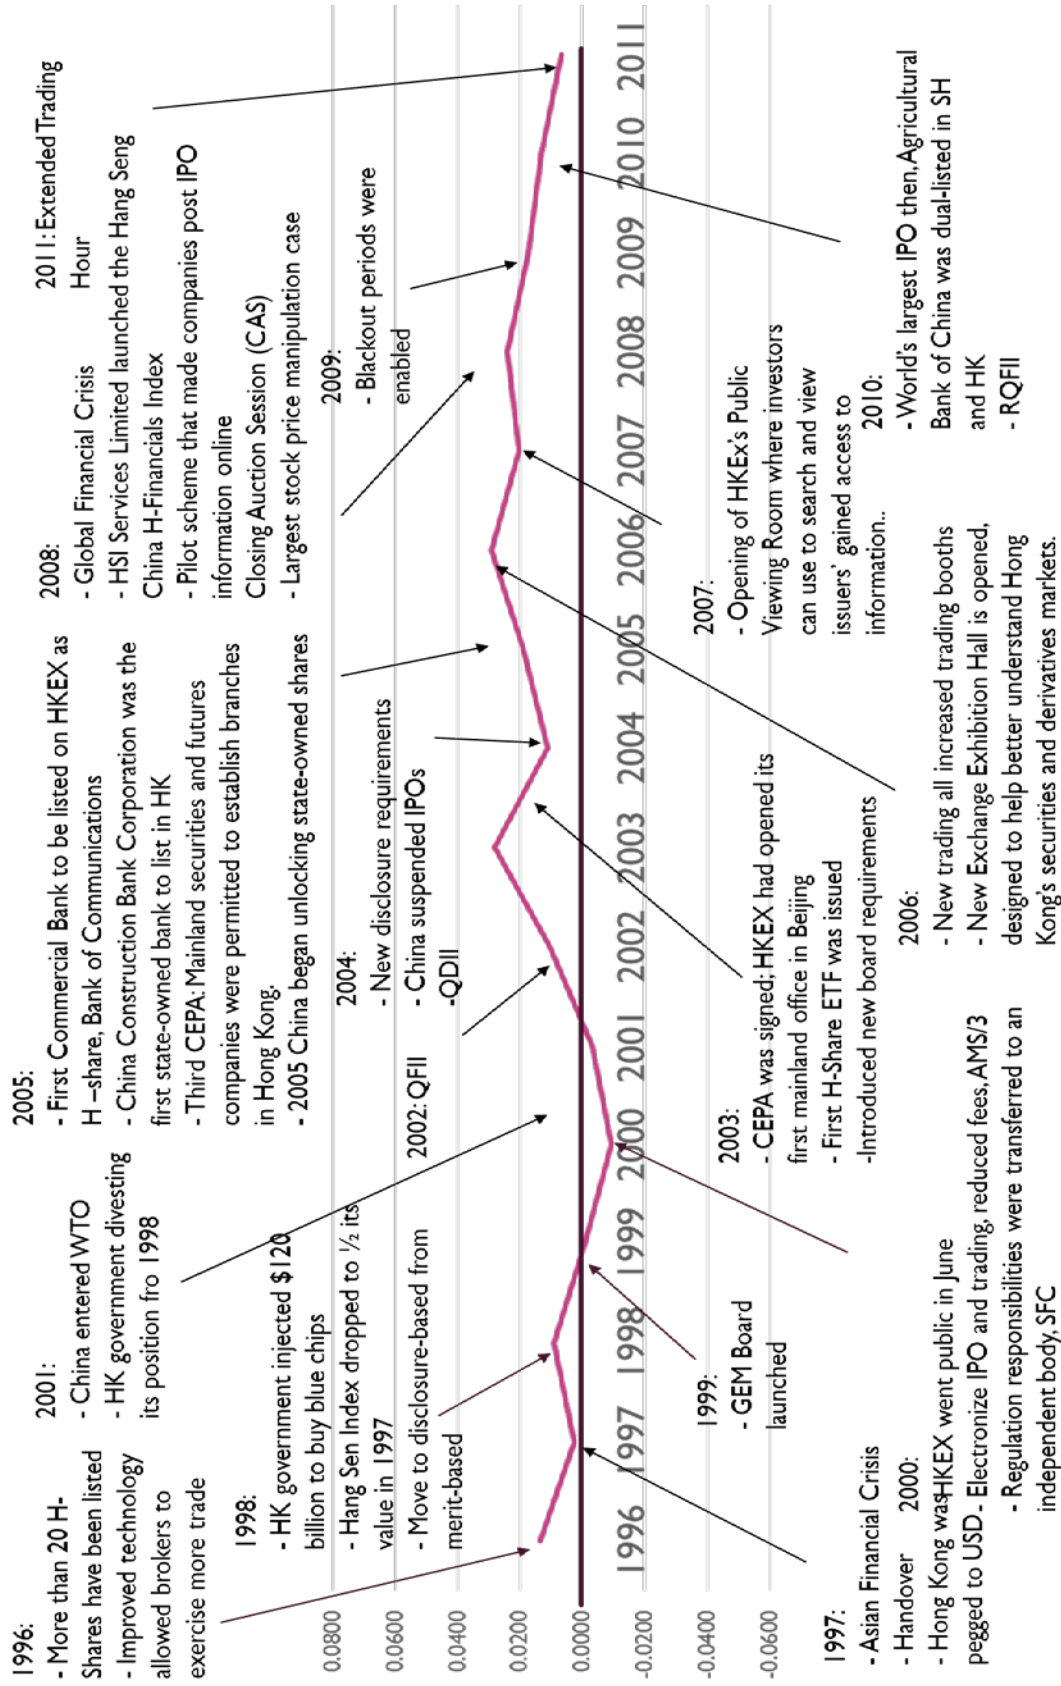 1996:
- More than 20 H-
Shares have been listed
- Improved technology
allowed brokers to
exercise more trade
2001:
- China entered WTO
- HK government divesting
its position fro 1998
1998:
- HK government injected $120
billion to buy blue chips
- Hang Sen Index dropped to ½ its
value in 1997
- Move to disclosure-based from
merit-based
2005:
- First Commercial Bank to be listed on HKEX as
H –share, Bank of Communications
- China Construction Bank Corporation was the
first state-owned bank to list in HK
- Third CEPA: Mainland securities and futures
companies were permitted to establish branches
in Hong Kong.
- 2005 China began unlocking state-owned shares
2002: QFII
2004:
- New disclosure requirements
- China suspended IPOs
-QDII
2008:
- Global Financial Crisis
- HSI Services Limited launched the Hang Seng
China H-Financials Index
- Pilot scheme that made companies post IPO
information online
Closing Auction Session (CAS)
- Largest stock price manipulation case
2009:
- Blackout periods were
enabled
2011: Extended Trading
Hour
0.0800
0.0600
0.0400
0.0200
0.0000
-0.0200
-0.0400
-0.0600
1996 1997 1998 1999 2000 2001 2002 2003 2004 2005 2006 2007 2008 2009 2010 2011
1997:
- Asian Financial Crisis
- Handover
- Hong Kong was
pegged to USD
1999:
- GEM Board
launched
2000:
HKEX went public in June
- Electronize IPO and trading, reduced fees, AMS/3
- Regulation responsibilities were transferred to an
independent body, SFC
2003:
- CEPA was signed; HKEX had opened its
first mainland office in Beijing
- First H-Share ETF was issued
-Introduced new board requirements
2006:
- New trading all increased trading booths
- New Exchange Exhibition Hall is opened,
designed to help better understand Hong
Kong's securities and derivatives markets.
2007:
- Opening of HKEx's Public
Viewing Room where investors
can use to search and view
issuers' gained access to
information..
2010:
- World's largest IPO then, Agricultural
Bank of China was dual-listed in SH
and HK
- RQFII